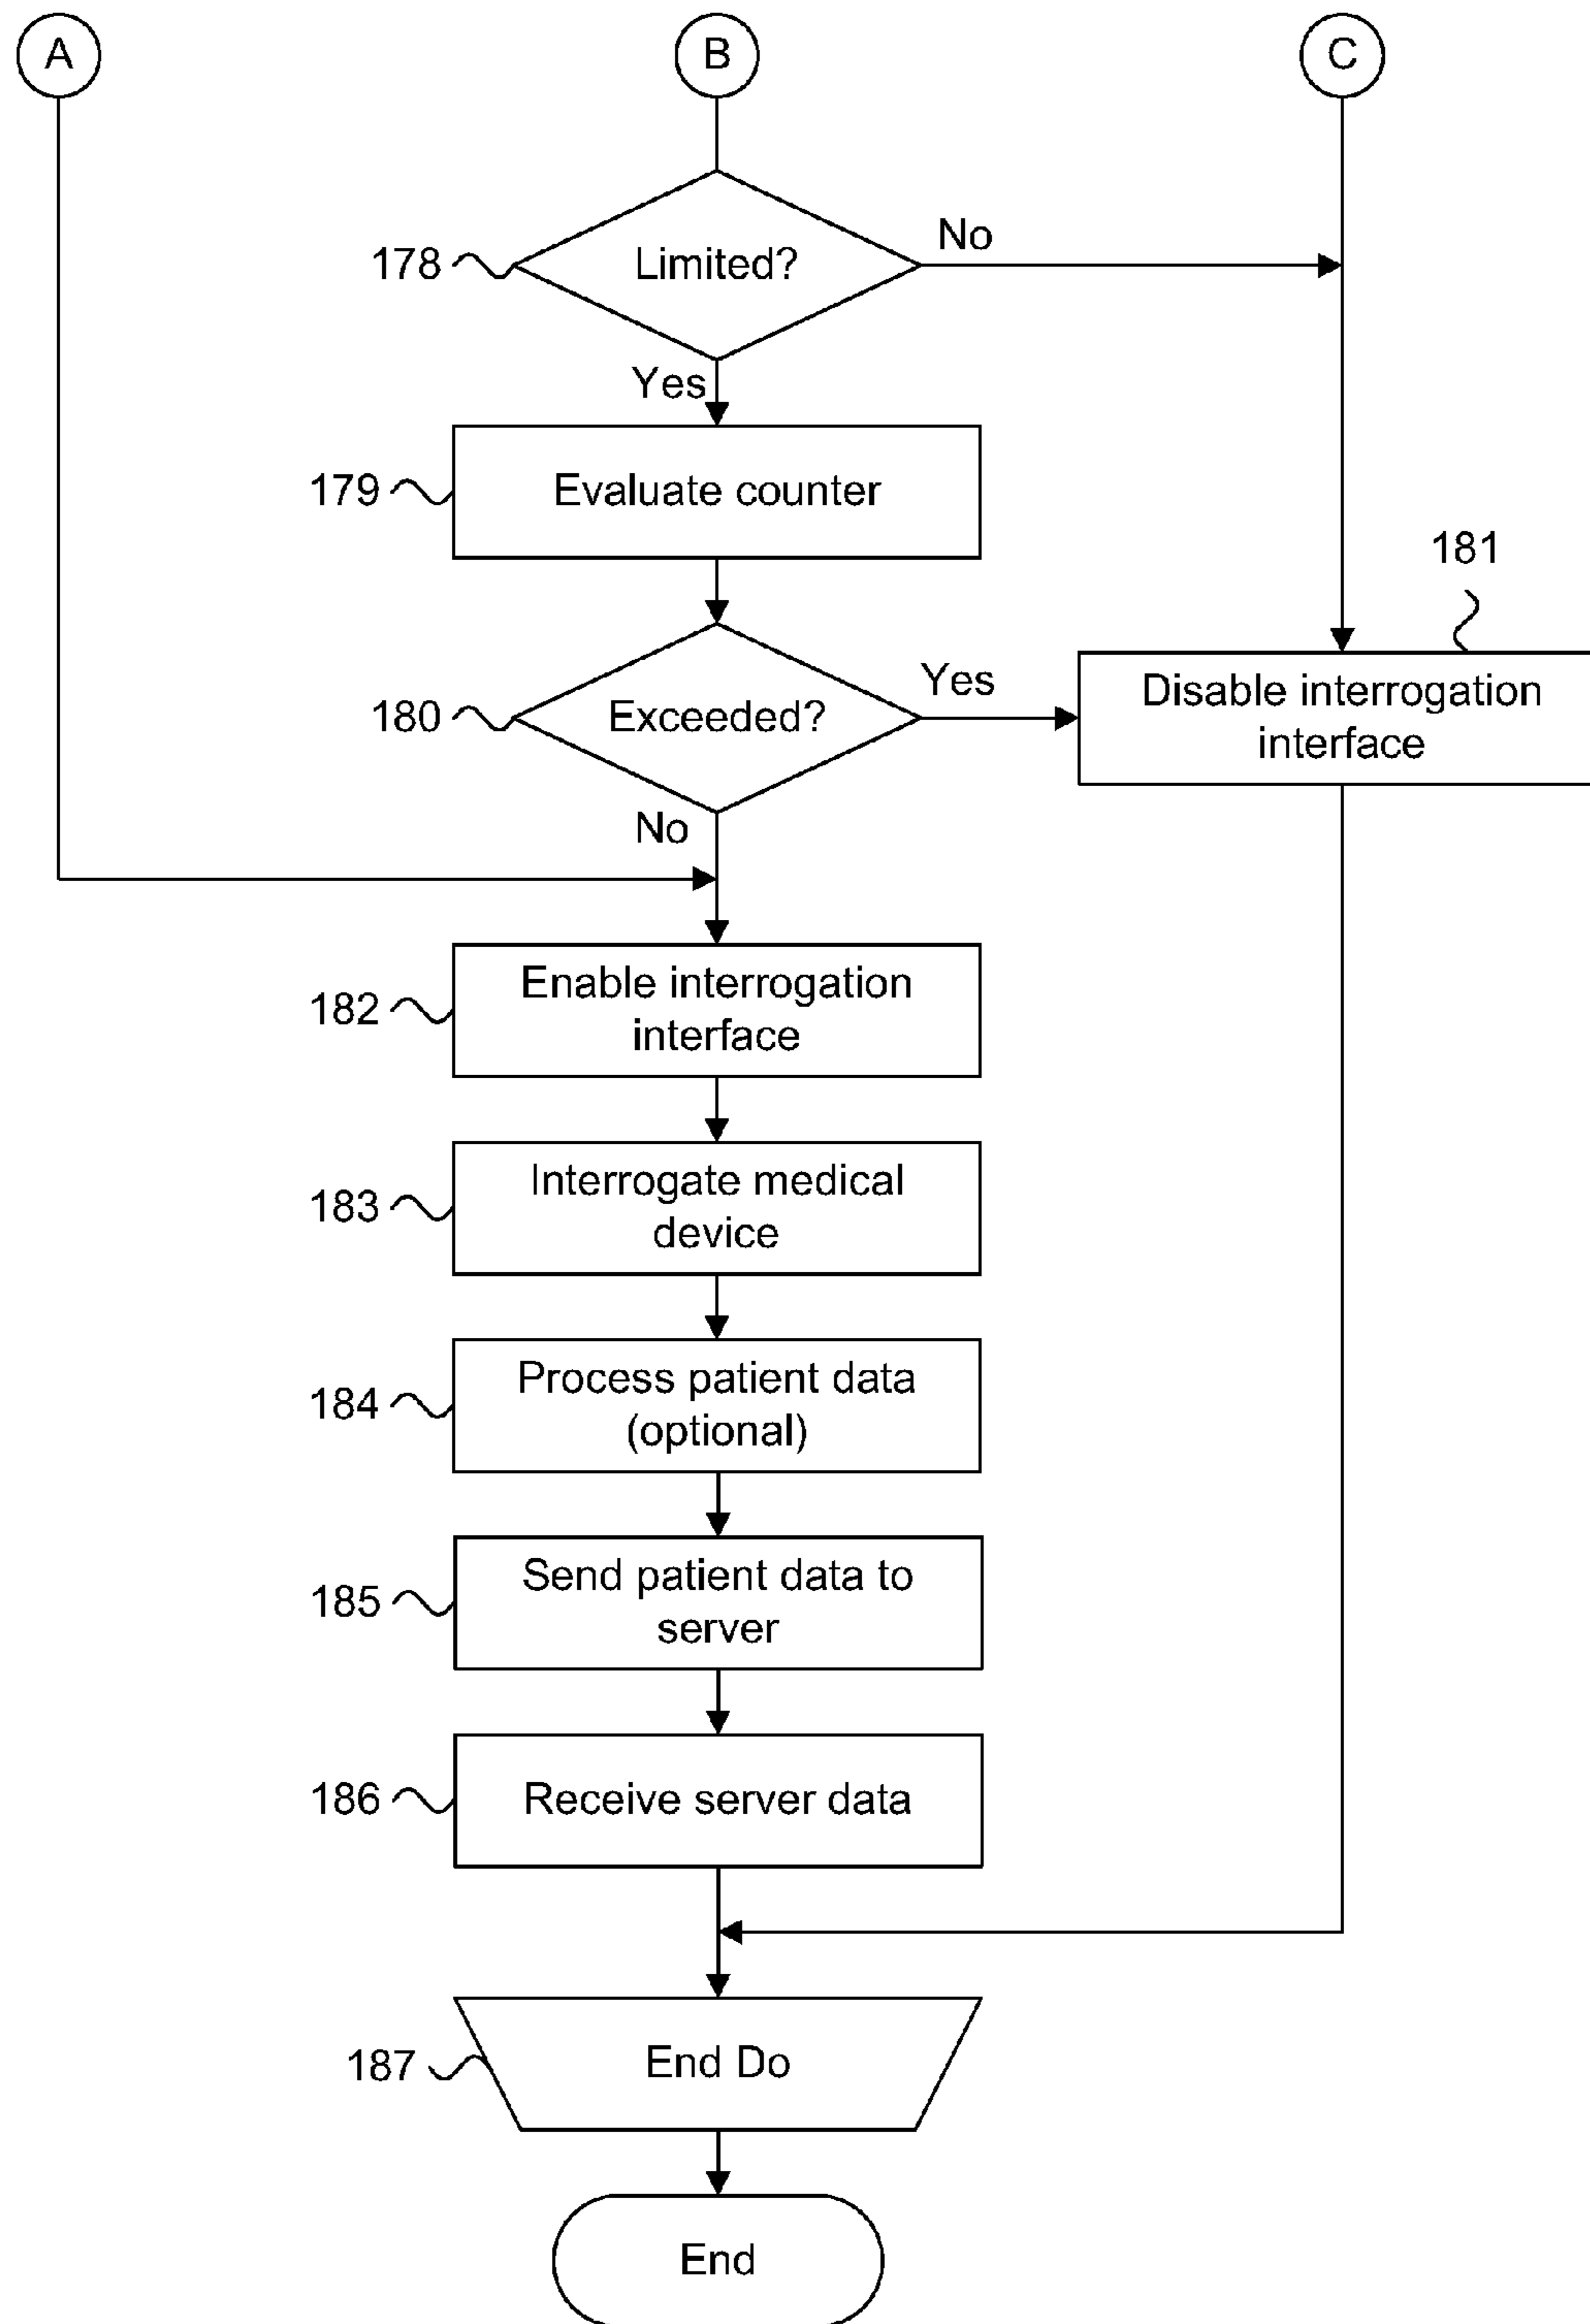 A
B
C
178
Limited?
No
Yes
179
Evaluate counter
181
180
Exceeded?
Yes
Disable interrogation
interface
No
182
Enable interrogation
interface
183
Interrogate medical
device
184
Process patient data
(optional)
185
Send patient data to
server
186
Receive server data
187
End Do
End